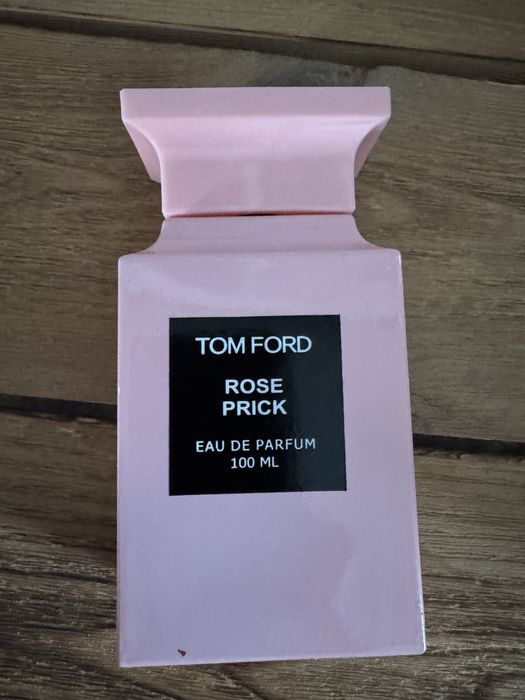 TOM FORD
ROSE
PRICK
EAU DE PARFUM
100 ML